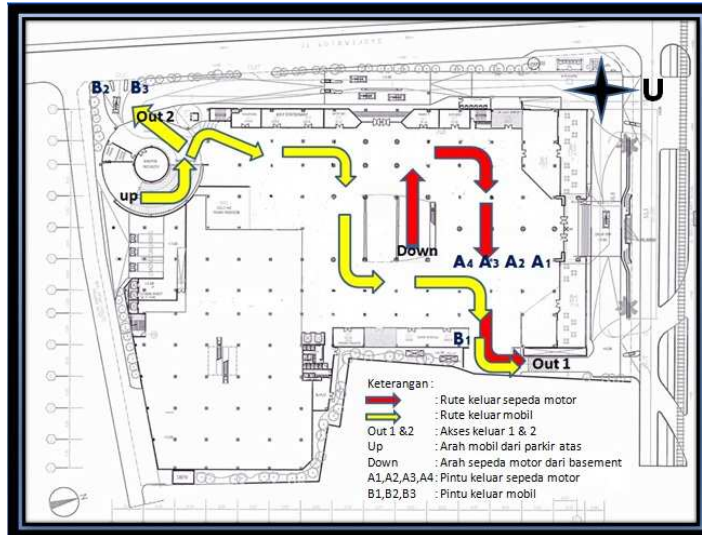 U
B2 B3
Out 2
up
Down
A4 A3 A2 A1
B1
Out 1
Keterangan :
: Rute keluar sepeda motor
: Rute keluar mobil
Out 1 &2 : Akses keluar 1 & 2
Up : Arah mobil dari parkir atas
Down : Arah sepeda motor dari basement
A1,A2,A3,A4: Pintu keluar sepeda motor
B1,B2,B3 : Pintu keluar mobil